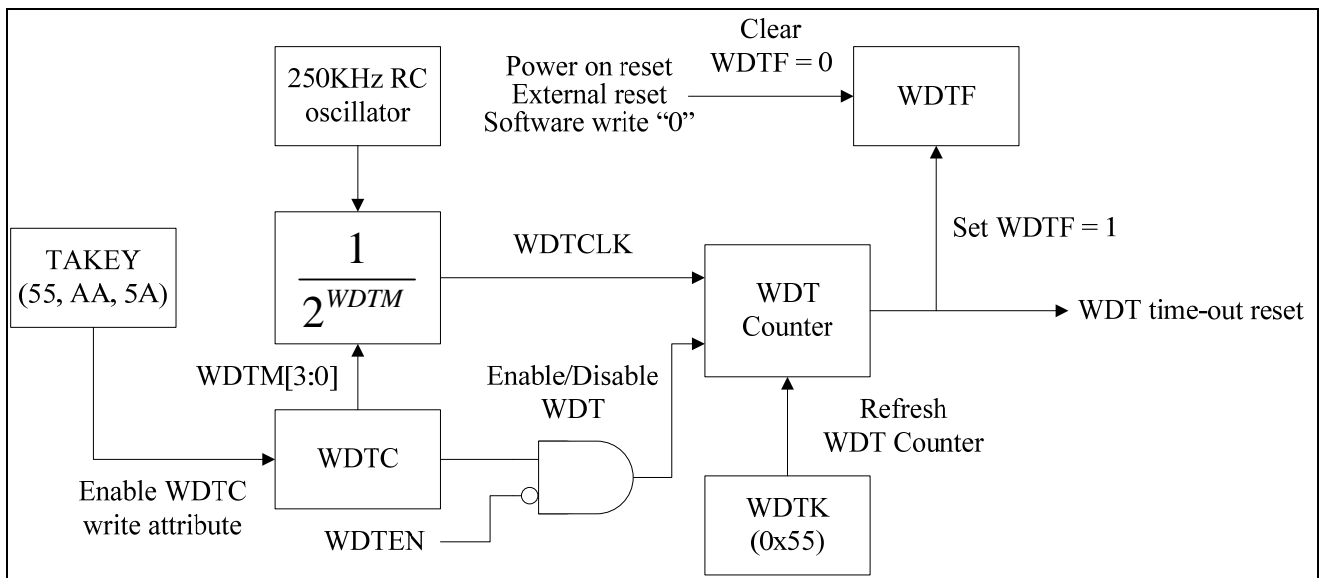 250KHz RC
oscillator
Power on reset
External reset
Software write “0”
Clear
WDTF = 0
WDTF
TAKEY
(55, AA, 5A)
1
2^WDTM
WDTCLK
WDT
Counter
Set WDTF = 1
WDT time-out reset
WDTM[3:0]
Enable/Disable
WDT
Refresh
WDT Counter
WDTC
Enable WDTC
write attribute
WDTEN
WDTK
(0x55)